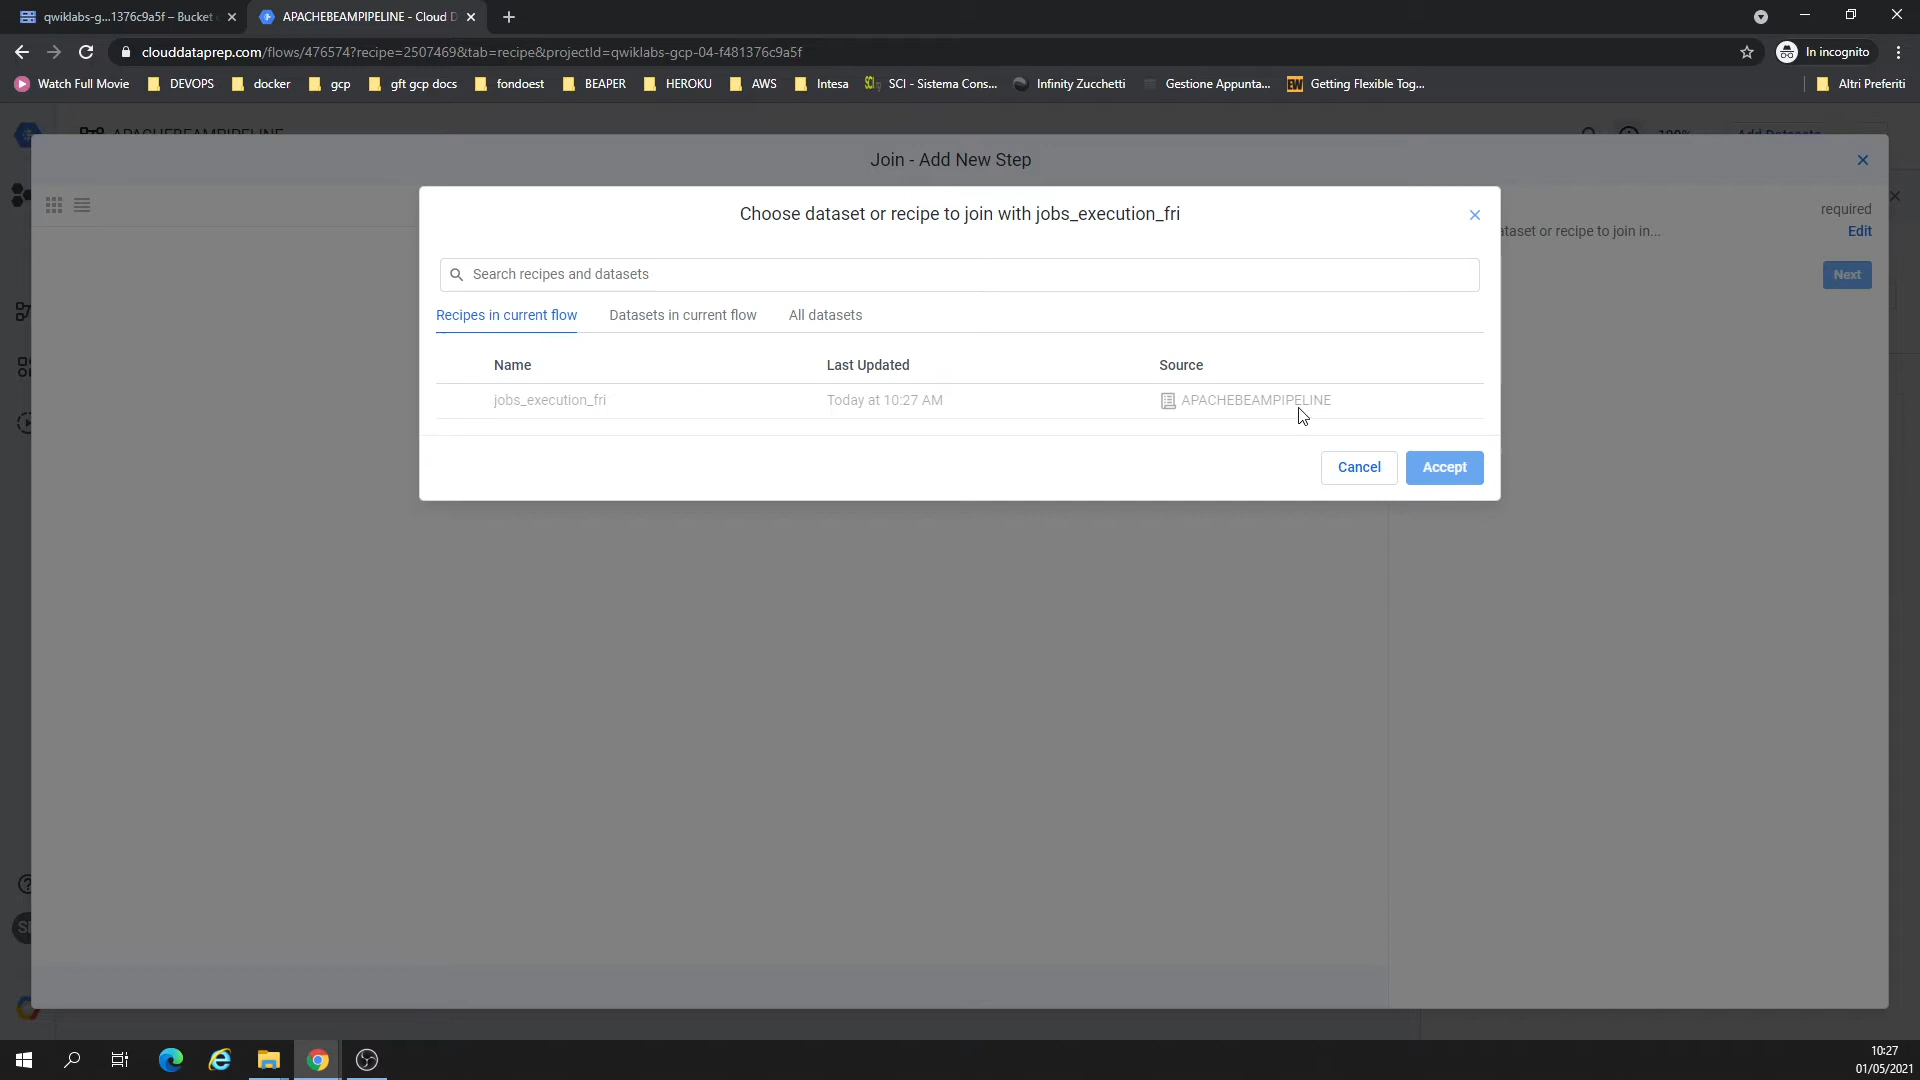 qwiklabs-g...1376c9a5f – Bucket
APACHEBEAMPIPELINE - Cloud D
clouddataprep.com/flows/476574?recipe=2507469&tab=recipe&projectId=qwiklabs-gcp-04-f481376c9a5f
In incognito
Watch Full Movie
DEVOPS
docker
gcp
gft gcp docs
fondoest
BEAPER
HEROKU
AWS
Intesa
SCI - Sistema Cons...
Infinity Zucchetti
Gestione Appunta...
EW
Getting Flexible Tog...
Altri Preferiti
APACHEBEAMPIPELINE
100%
Add Datasets
Join - Add New Step
Choose dataset or recipe to join with jobs_execution_fri
required
ataset or recipe to join in...
Edit
Next
Search recipes and datasets
Recipes in current flow
Datasets in current flow
All datasets
Name
Last Updated
Source
jobs_execution_fri
Today at 10:27 AM
APACHEBEAMPIPELINE
Cancel
Accept
10:27
01/05/2021